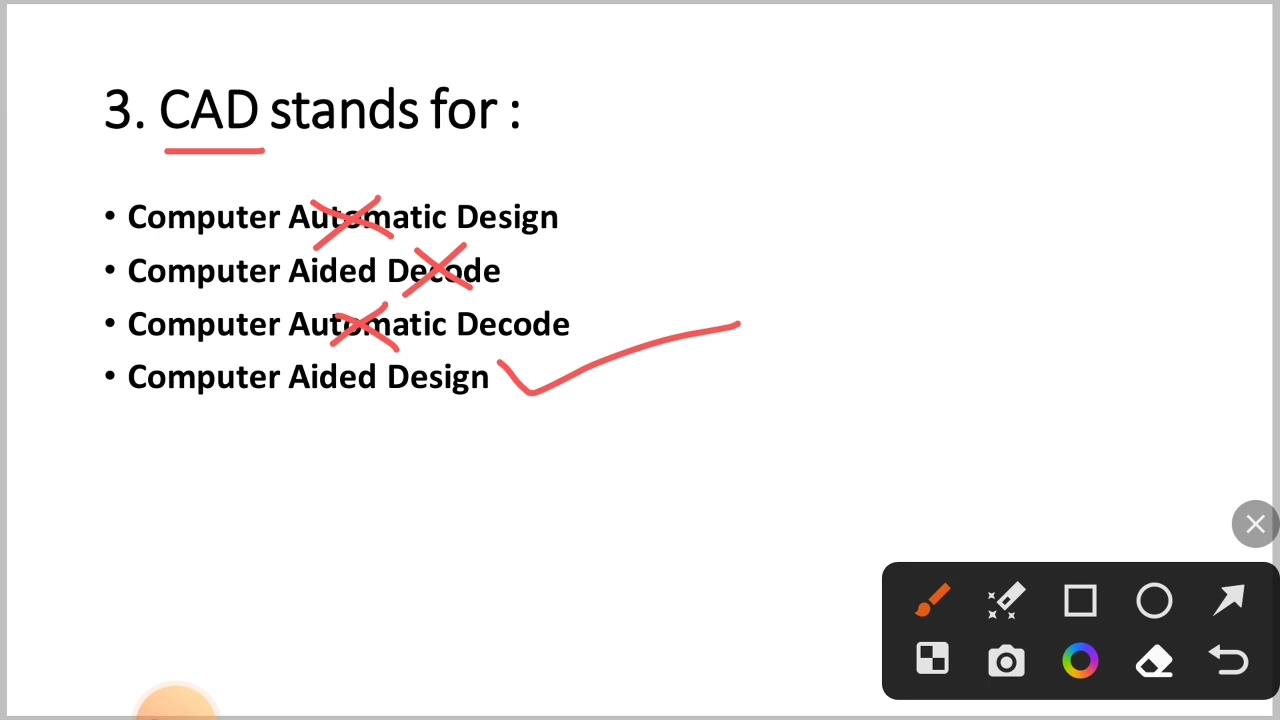 3. CAD stands for :
• Computer Automatic Design
• Computer Aided Decode
• Computer Automatic Decode
• Computer Aided Design